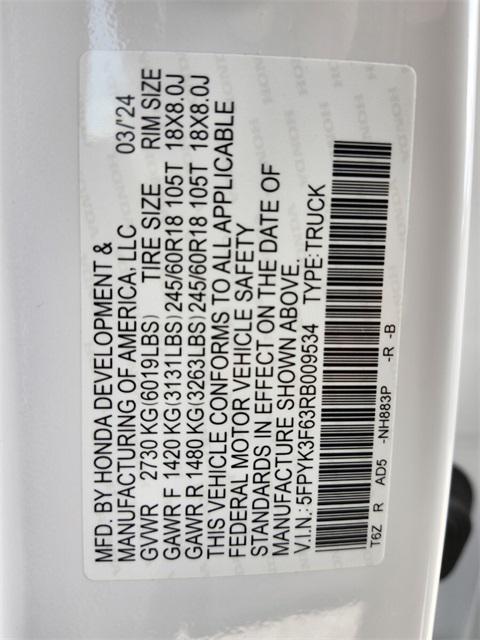 MFD. BY HONDA DEVELOPMENT &
MANUFACTURING OF AMERICA, LLC 03/'24
GVWR 2730 KG(6019LBS) TIRE SIZE RIM SIZE
GAWR F 1420 KG(3131LBS) 245/60R18 105T 18X8.0J
GAWR R 1480 KG(3263LBS) 245/60R18 105T 18X8.0J
THIS VEHICLE CONFORMS TO ALL APPLICABLE
FEDERAL MOTOR VEHICLE SAFETY
STANDARDS IN EFFECT ON THE DATE OF
MANUFACTURE SHOWN ABOVE.
V.I.N.: 5FPYK3F63RB009534 TYPE:TRUCK
T6Z R AD5 -NH883P -R -B